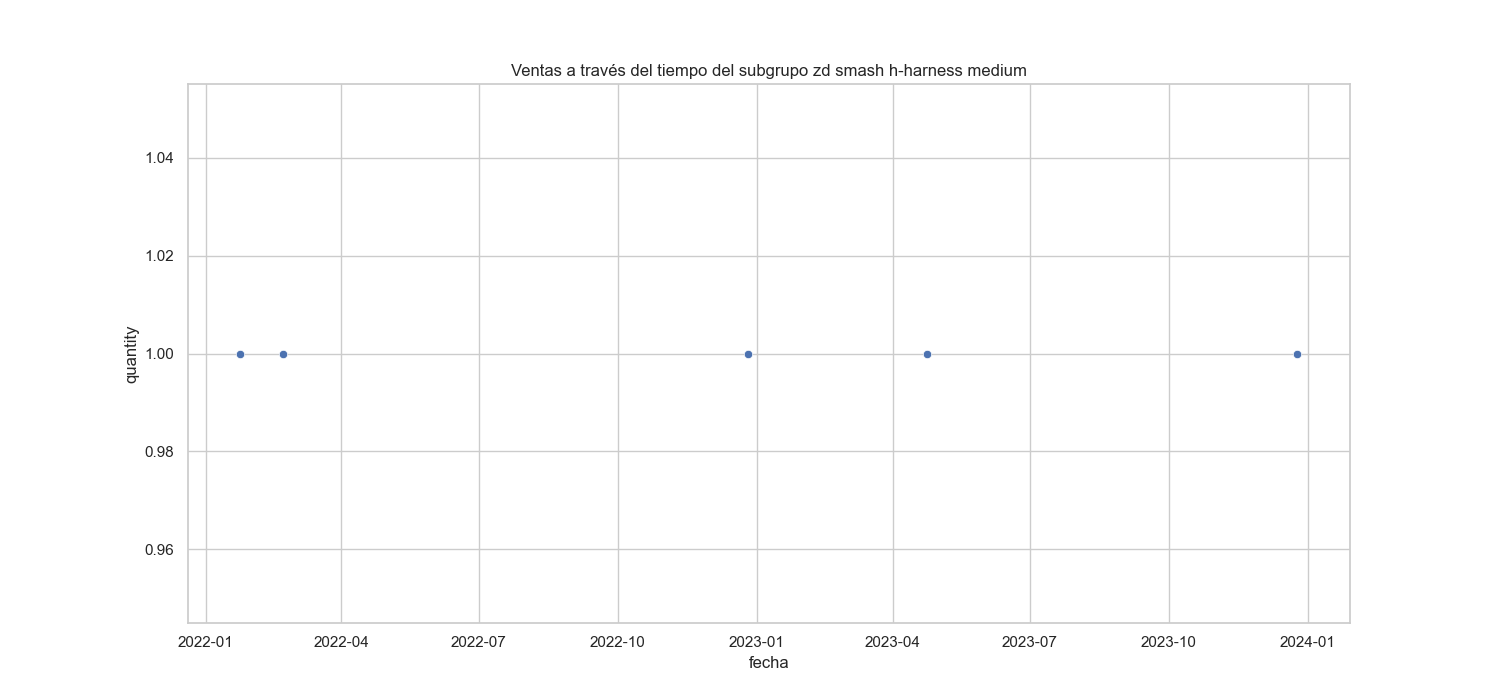 Ventas a través del tiempo del subgrupo zd smash h-harness medium
1.04
1.02
1.00
0.98
0.96
quantity
2022-01 2022-04 2022-07 2022-10 2023-01 2023-04 2023-07 2023-10 2024-01
fecha